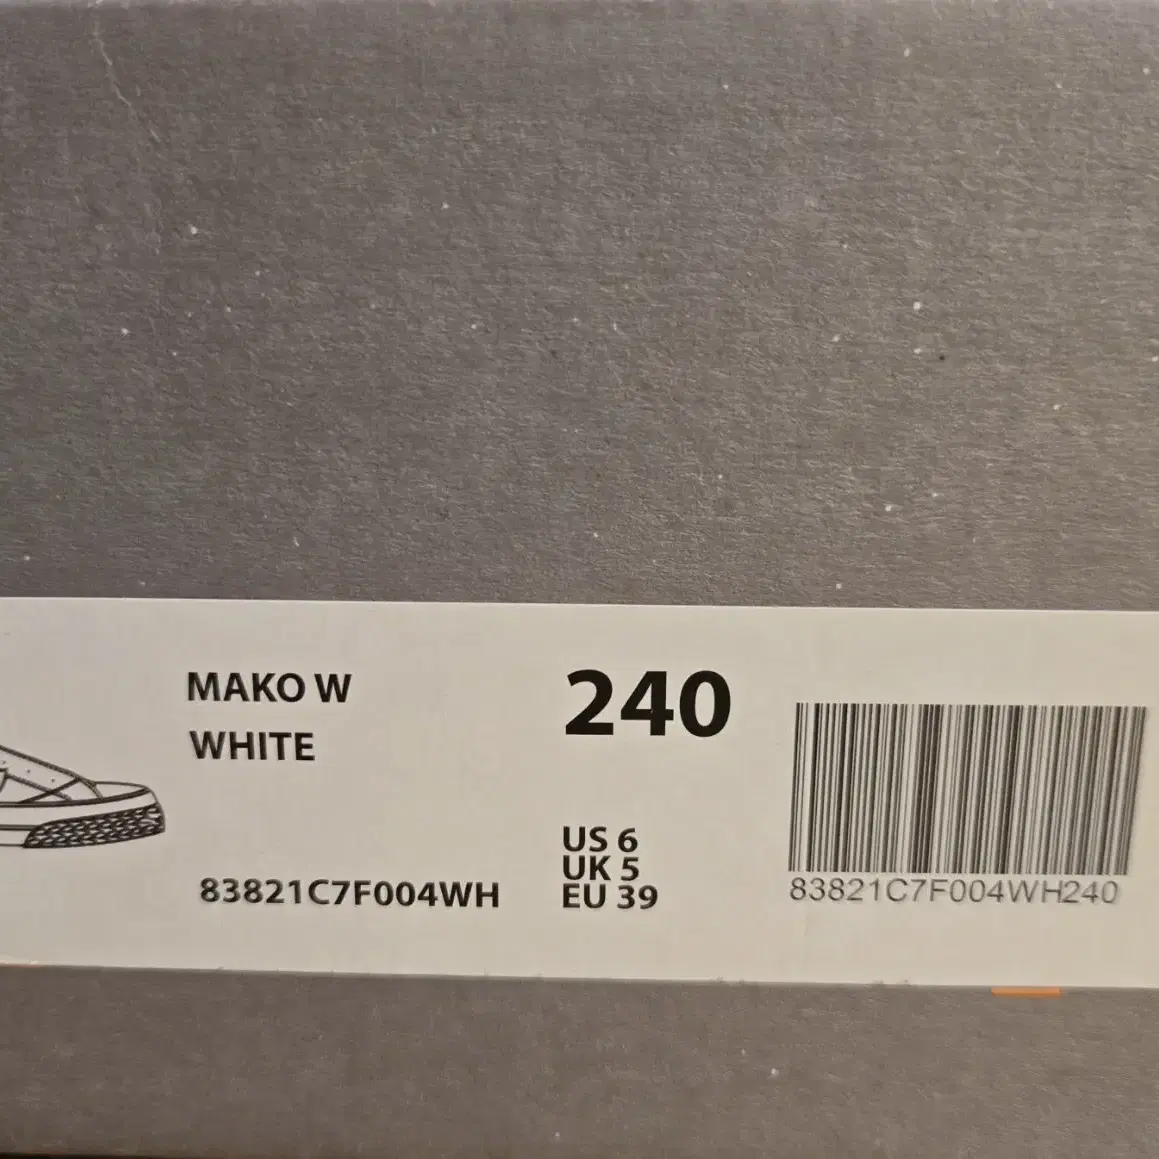 MAKO W
WHITE
83821C7F004WH
240
US 6
UK 5
EU 39
83821C7F004WH240